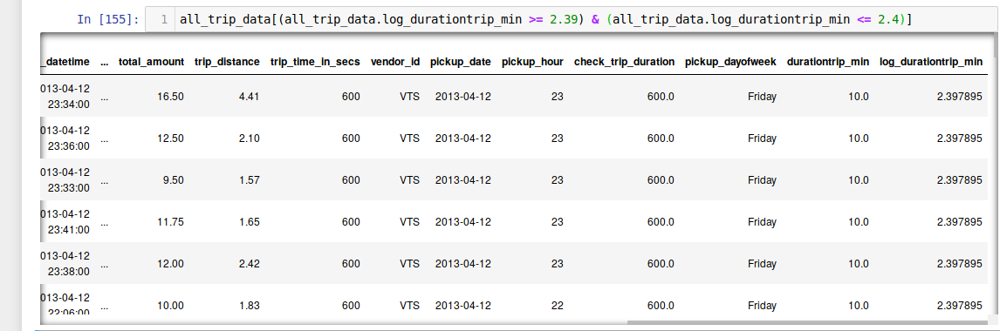 In [155]: 1 all_trip_data[(all_trip_data.log_durationtrip_min >= 2.39) & (all_trip_data.log_durationtrip_min <= 2.4)]
_datetime ... total_amount trip_distance trip_time_in_secs vendor_id pickup_date pickup_hour check_trip_duration pickup_dayofweek durationtrip_min log_durationtrip_min
013-04-12
23:34:00 ... 16.50 4.41 600 VTS 2013-04-12 23 600.0 Friday 10.0 2.397895
013-04-12
23:36:00 ... 12.50 2.10 600 VTS 2013-04-12 23 600.0 Friday 10.0 2.397895
013-04-12
23:33:00 ... 9.50 1.57 600 VTS 2013-04-12 23 600.0 Friday 10.0 2.397895
013-04-12
23:41:00 ... 11.75 1.65 600 VTS 2013-04-12 23 600.0 Friday 10.0 2.397895
013-04-12
23:38:00 ... 12.00 2.42 600 VTS 2013-04-12 23 600.0 Friday 10.0 2.397895
013-04-12
22:06:00 ... 10.00 1.83 600 VTS 2013-04-12 22 600.0 Friday 10.0 2.397895